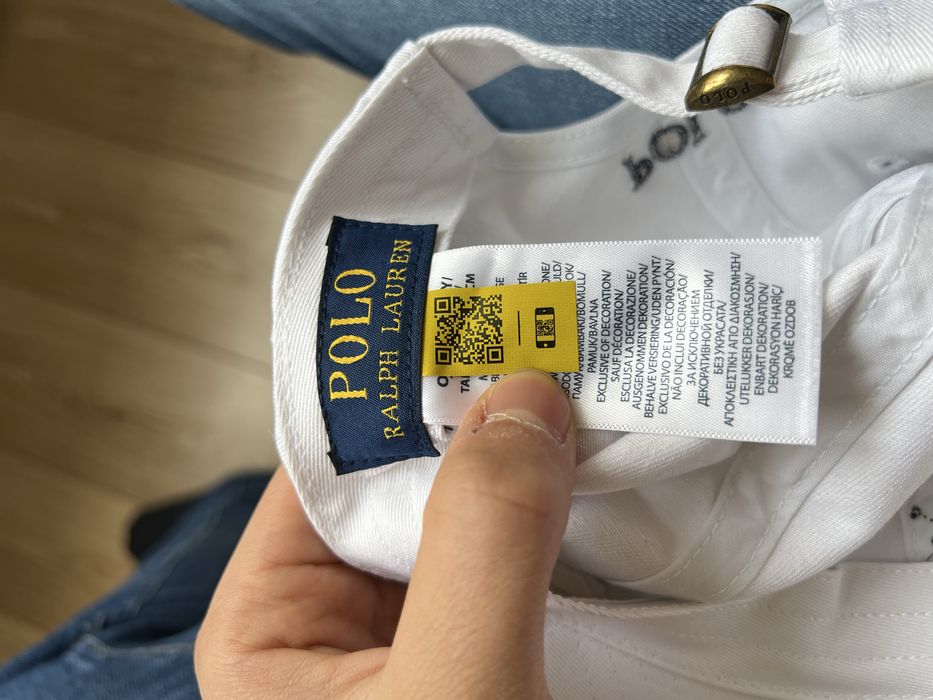 POLO
RALPH LAUREN
BOMULL/
PAMUK/BAVLNA
EXCLUSIVE OF DECORATION/
SAUF DÉCORATION/
ESCLUSA LA DECORAZIONE/
AUSGENOMMEN DEKORATION/
BEHALVE VERSIERING/UDEN PYNT/
EXCLUSIVO DE LA DECORACIÓN/
NÃO INCLUI DECORAÇÃO/
ЗА ИСКЛЮЧЕНИЕМ
ДЕКОРАТИВНОЙ ОТДЕЛКИ/
БЕЗ УКРАСАТА/
ΑΠΟΚΛΕΙΣΤΙΚΗ ΑΠΟ ΔΙΑΚΟΣΜΗΣΗ/
UTELUKKER DEKORASJON/
ENBART DEKORATION/
DEKORASYON HARİÇ/
KROMĚ OZDOB
POLO